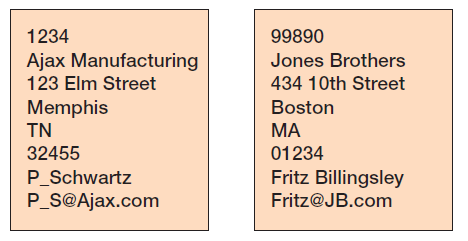 1234
Ajax Manufacturing
123 Elm Street
Memphis
TN
32455
P_Schwartz
P_S@Ajax.com
99890
Jones Brothers
434 10th Street
Boston
MA
01234
Fritz Billingsley
Fritz@JB.com